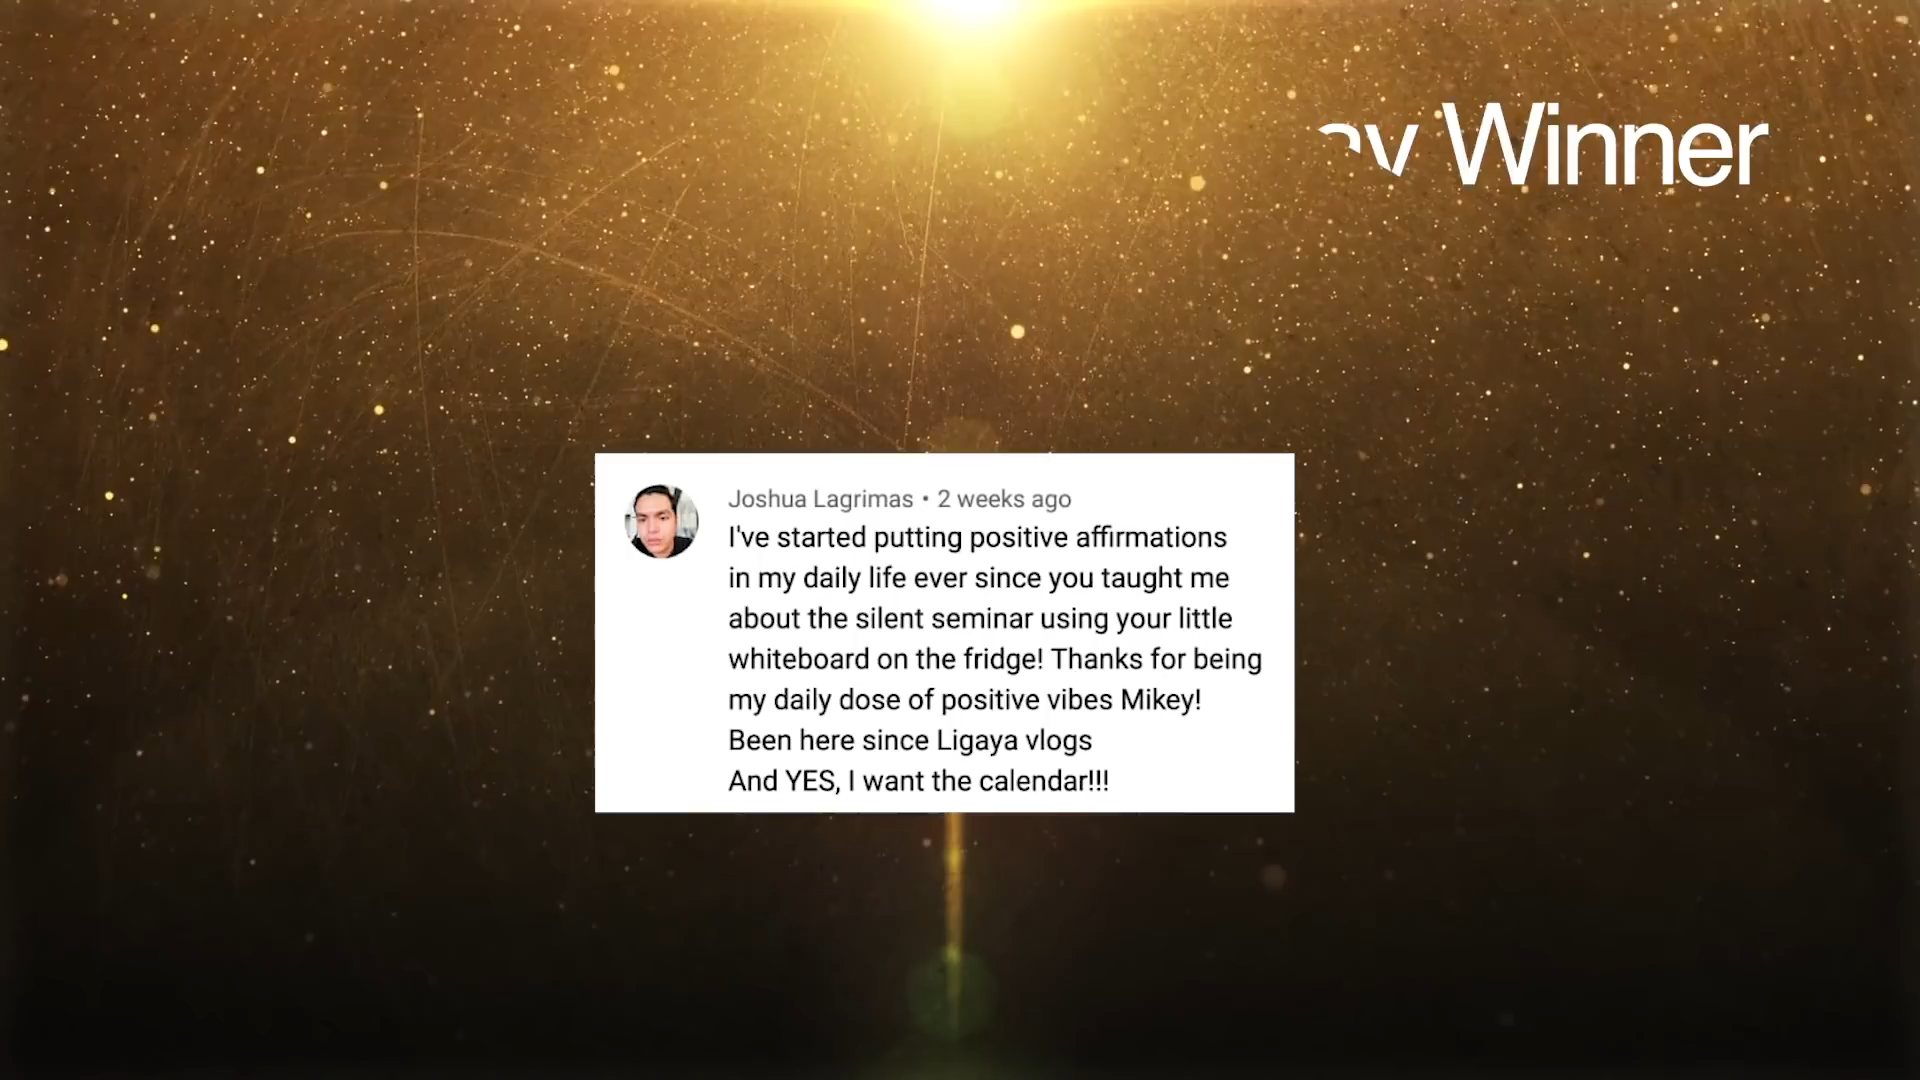 Winner
Joshua Lagrimas • 2 weeks ago
I've started putting positive affirmations
in my daily life ever since you taught me
about the silent seminar using your little
whiteboard on the fridge! Thanks for being
my daily dose of positive vibes Mikey!
Been here since Ligaya vlogs
And YES, I want the calendar!!!